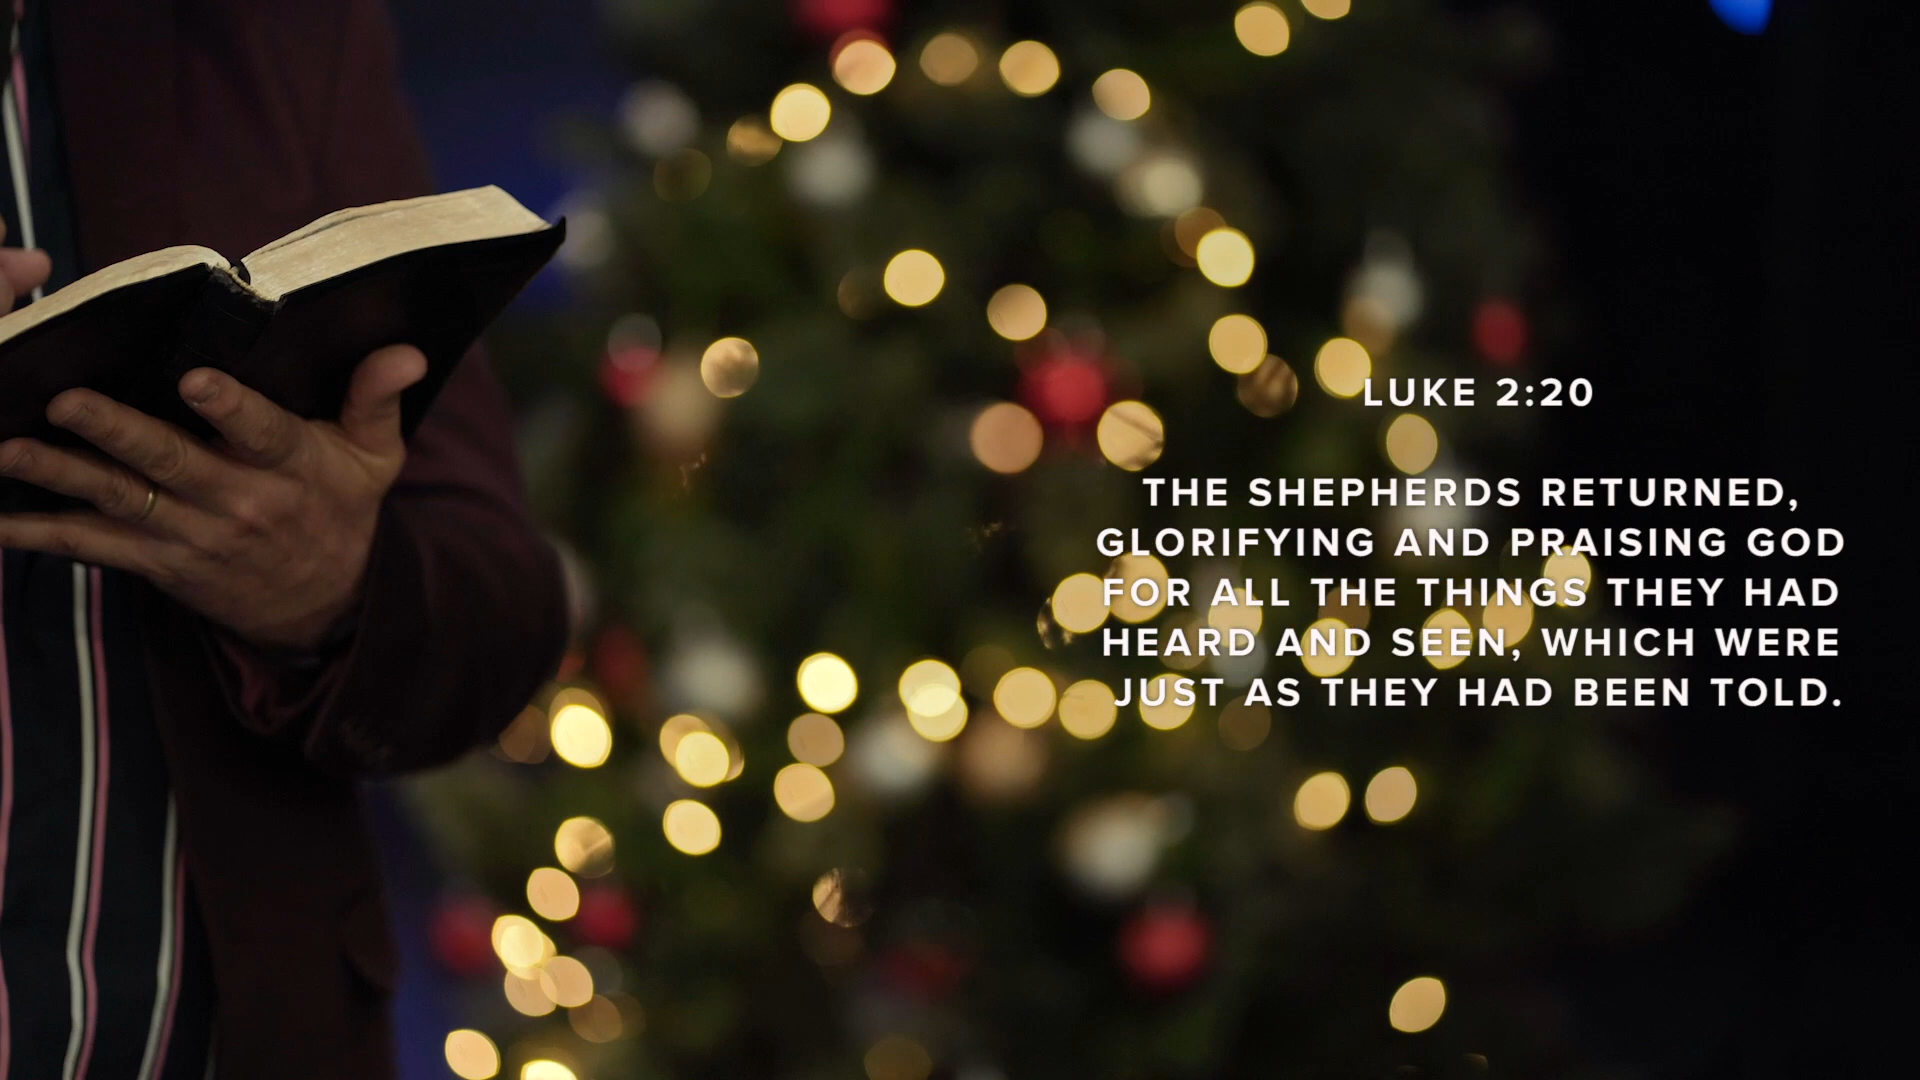 LUKE 2:20
THE SHEPHERDS RETURNED,
GLORIFYING AND PRAISING GOD
FOR ALL THE THINGS THEY HAD
HEARD AND SEEN, WHICH WERE
JUST AS THEY HAD BEEN TOLD.